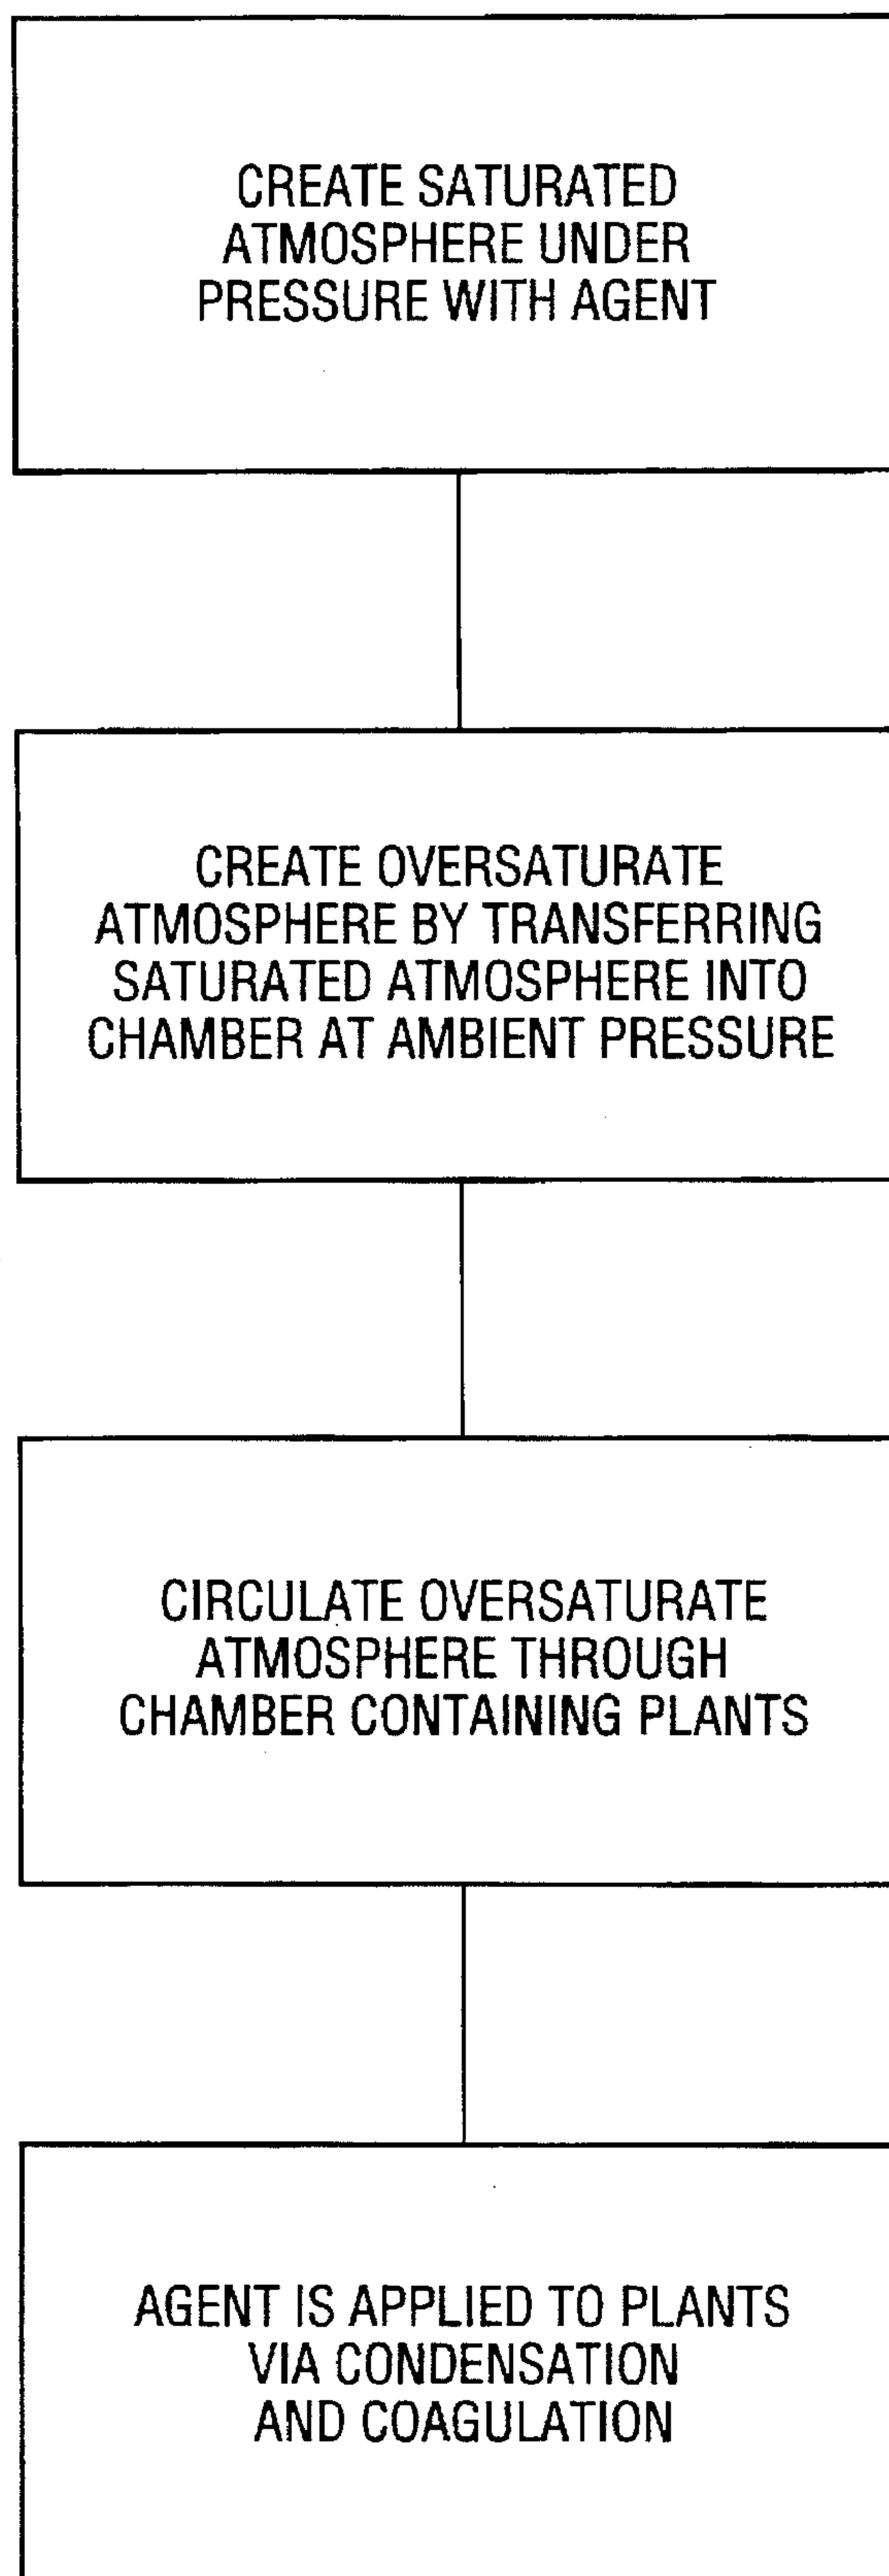 CREATE SATURATED
ATMOSPHERE UNDER
PRESSURE WITH AGENT
CREATE OVERSATURATE
ATMOSPHERE BY TRANSFERRING
SATURATED ATMOSPHERE INTO
CHAMBER AT AMBIENT PRESSURE
CIRCULATE OVERSATURATE
ATMOSPHERE THROUGH
CHAMBER CONTAINING PLANTS
AGENT IS APPLIED TO PLANTS
VIA CONDENSATION
AND COAGULATION